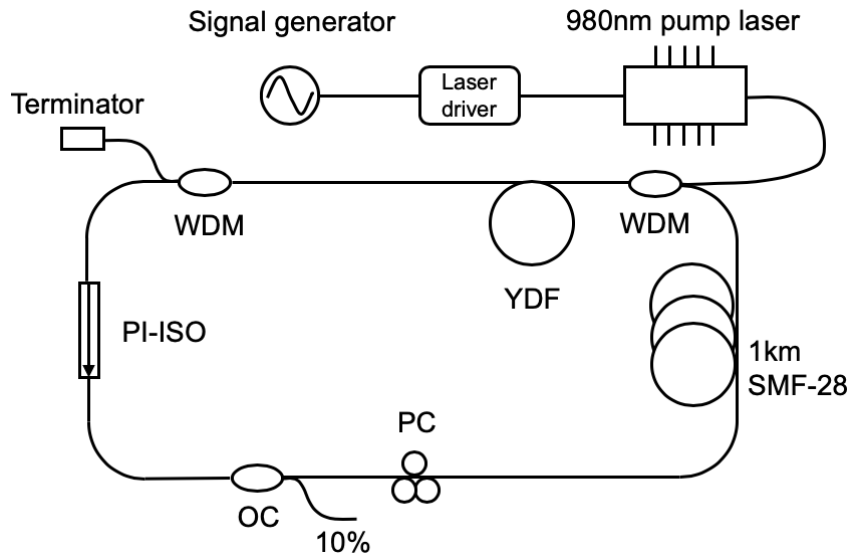 Signal generator
980nm pump laser
Laser
driver
Terminator
WDM
WDM
YDF
PI-ISO
1km
SMF-28
PC
OC
10%